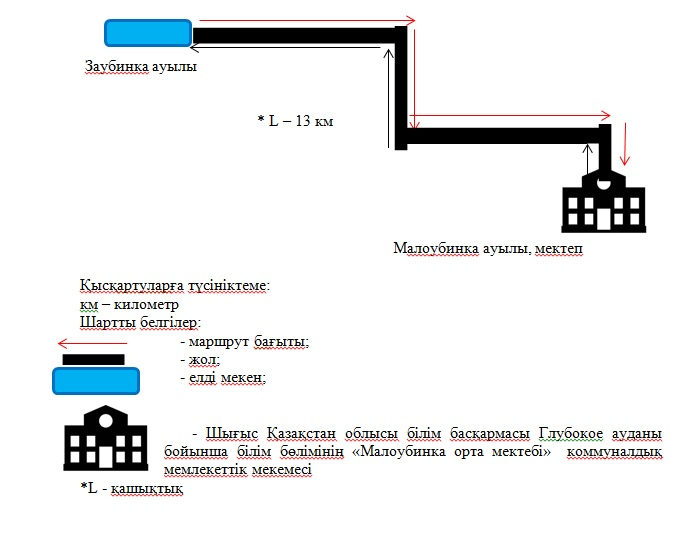 Заубинка ауылы
* L – 13 км
Малоубинка ауылы, мектеп
Қысқартуларға түсініктеме:
км – километр
Шартты белгілер:
- маршрут бағыты;
- жол;
- елді мекен;
- Шығыс Қазақстан облысы білім басқармасы Глубокое ауданы
бойынша білім бөлімінің «Малоубинка орта мектебі» коммуналдық
мемлекеттік мекемесі
*L - қашықтық